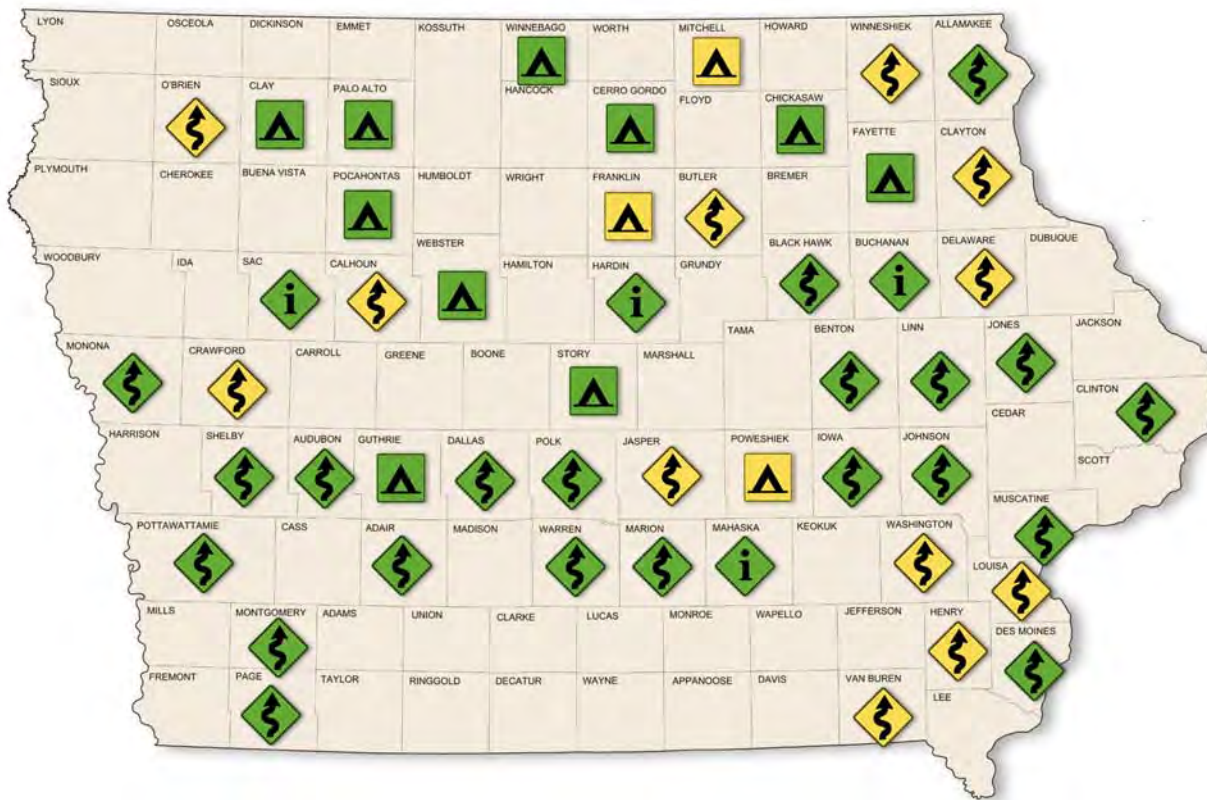 LYON
OSCEOLA
DICKINSON
EMMET
KOSSUTH
WINNEBAGO
WORTH
MITCHELL
HOWARD
WINNESHIEK
ALLAMAKEE
SIOUX
O'BRIEN
CLAY
PALO ALTO
HANCOCK
CERRO GORDO
FLOYD
CHICKASAW
FAYETTE
CLAYTON
PLYMOUTH
CHEROKEE
BUENA VISTA
POCAHONTAS
HUMBOLDT
WRIGHT
FRANKLIN
BUTLER
BREMER
WOODBURY
IDA
SAC
CALHOUN
WEBSTER
HAMILTON
HARDIN
GRUNDY
BLACK HAWK
BUCHANAN
DELAWARE
DUBUQUE
i
i
i
MONONA
CRAWFORD
CARROLL
GREENE
BOONE
STORY
MARSHALL
TAMA
BENTON
LINN
JONES
JACKSON
CLINTON
CEDAR
HARRISON
SHELBY
AUDUBON
GUTHRIE
DALLAS
POLK
JASPER
POWESHIEK
IOWA
JOHNSON
SCOTT
MUSCATINE
POTTAWATTAMIE
CASS
ADAIR
MADISON
WARREN
MARION
MAHASKA
KEOKUK
WASHINGTON
LOUISA
i
MILLS
MONTGOMERY
ADAMS
UNION
CLARKE
LUCAS
MONROE
WAPELLO
JEFFERSON
HENRY
DES MOINES
FREMONT
PAGE
TAYLOR
RINGGOLD
DECATUR
WAYNE
APPANOOSE
DAVIS
VAN BUREN
LEE